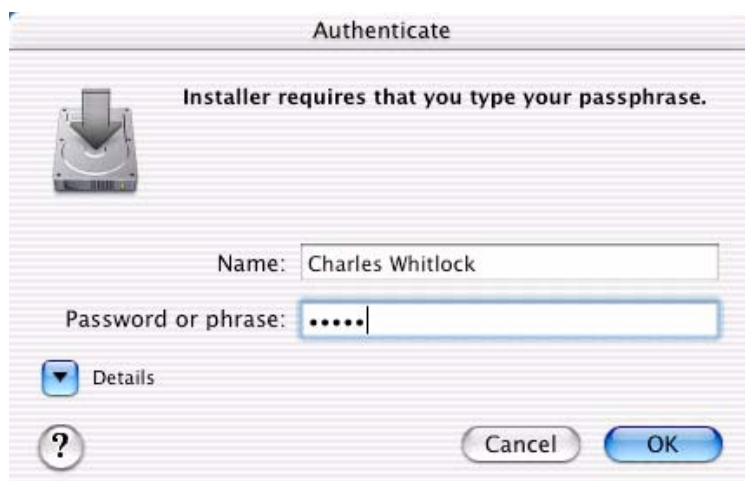 Authenticate
Installer requires that you type your passphrase.
Name: Charles Whitlock
Password or phrase: •••••
Details
?
Cancel OK